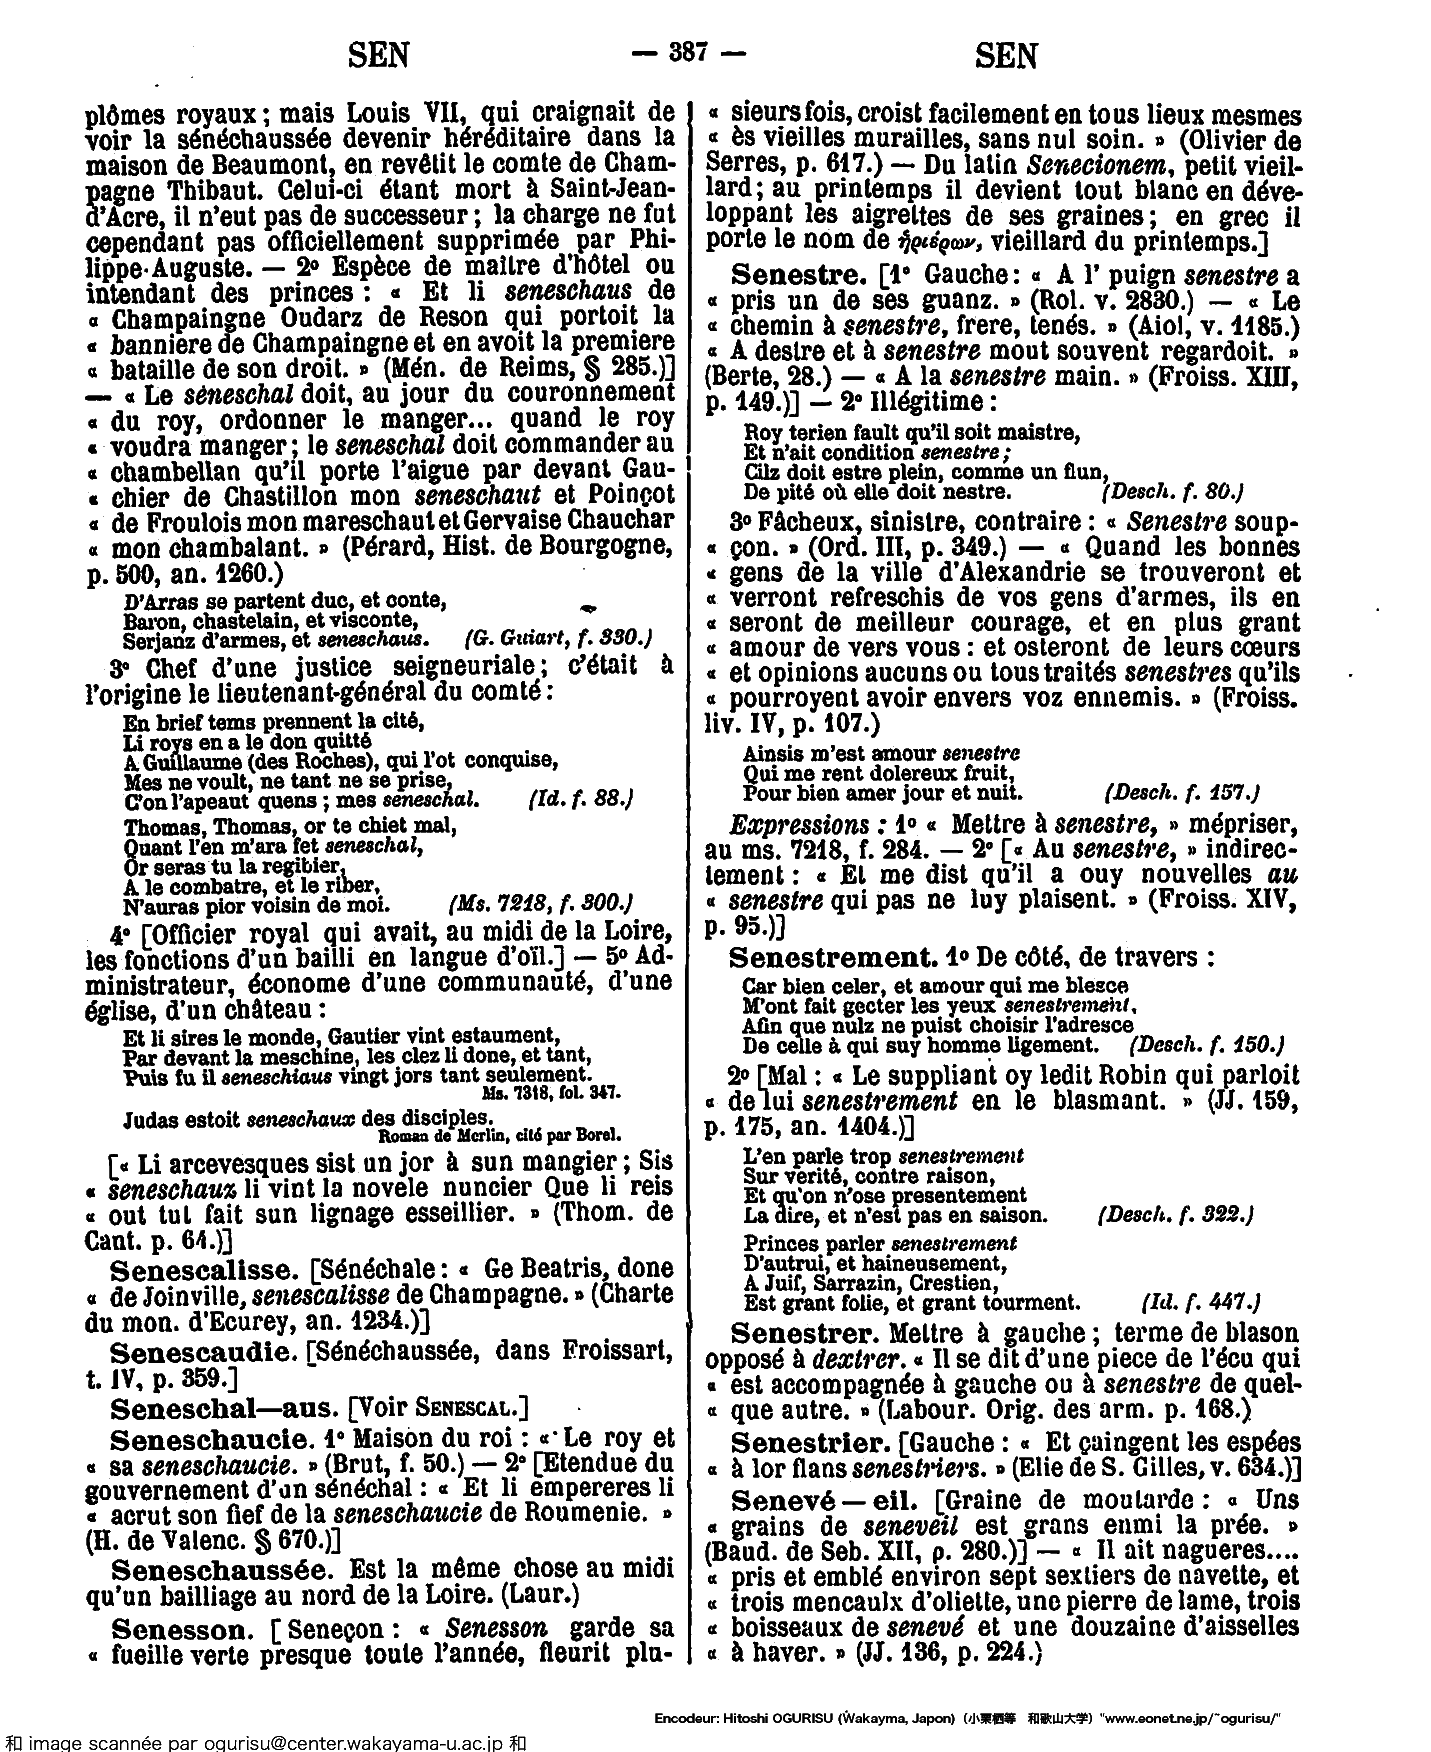 SEN — 387 — SEN
plômes royaux ; mais Louis VII, qui craignait de
voir la sénéchaussée devenir héréditaire dans la
maison de Beaumont, en revêtit le comte de Cham-
pagne Thibaut. Celui-ci étant mort à Saint-Jean-
d'Acre, il n'eut pas de successeur ; la charge ne fut
cependant pas officiellement supprimée par Phi-
lippe-Auguste. — 2º Espèce de maître d'hôtel ou
intendant des princes : « Et li seneschaus de
« Champaingne Oudarz de Reson qui portoit la
« banniere de Champaingne et en avoit la premiere
« bataille de son droit. » (Mén. de Reims, § 285.)]
— « Le séneschal doit, au jour du couronnement
« du roy, ordonner le manger... quand le roy
« voudra manger ; le seneschal doit commander au
« chambellan qu'il porte l'aigue par devant Gau-
« chier de Chastillon mon seneschaut et Poinçot
« de Froulois mon mareschaut et Gervaise Chauchar
« mon chambalant. » (Pérard, Hist. de Bourgogne,
p. 500, an. 1260.)
D'Arras se partent duc, et conte,
Baron, chastelain, et visconte,
Serjanz d'armes, et seneschaus. (G. Guiart, f. 330.)
3º Chef d'une justice seigneuriale ; c'était à
l'origine le lieutenant-général du comté :
En brief tems prennent la cité,
Li roys en a le don quitté
A Guillaume (des Roches), qui l'ot conquise,
Mes ne voult, ne tant ne se prise,
C'on l'apeaut quens ; mes seneschal. (Id. f. 88.)
Thomas, Thomas, or te chiet mal,
Quant l'en m'ara fet seneschal,
Or seras tu la regibier,
A le combatre, et le riber,
N'auras pior voisin de moi. (Ms. 7218, f. 300.)
4º [Officier royal qui avait, au midi de la Loire,
les fonctions d'un bailli en langue d'oïl.] — 5º Ad-
ministrateur, économe d'une communauté, d'une
église, d'un château :
Et li sires le monde, Gautier vint estaument,
Par devant la meschine, les clez li done, et tant,
Puis fu il seneschiaus vingt jors tant seulement.
Ms. 7318, fol. 347.
Judas estoit seneschaux des disciples.
Roman de Merlin, cité par Borel.
[« Li arcevesques sist un jor à sun mangier ; Sis
« seneschauz li vint la novele nuncier Que li reis
« out tut fait sun lignage esseillier. » (Thom. de
Cant. p. 64.)]
Senescalisse. [Sénéchale : « Ge Beatris, done
« de Joinville, senescalisse de Champagne. » (Charte
du mon. d'Ecurey, an. 1234.)]
Senescaudie. [Sénéchaussée, dans Froissart,
t. IV, p. 359.]
Seneschal—aus. [Voir SENESCAL.]
Seneschaucie. 1º Maison du roi : « Le roy et
« sa seneschaucie. » (Brut, f. 50.) — 2º [Etendue du
gouvernement d'un sénéchal : « Et li empereres li
« acrut son fief de la seneschaucie de Roumenie. »
(H. de Valenc. § 670.)]
Seneschaussée. Est la même chose au midi
qu'un bailliage au nord de la Loire. (Laur.)
Senesson. [Seneçon : « Senesson garde sa
« fueille verte presque toute l'année, fleurit plu-
« sieurs fois, croist facilement en tous lieux mesmes
« ès vieilles murailles, sans nul soin. » (Olivier de
Serres, p. 617.) — Du latin Senecionem, petit vieil-
lard ; au printemps il devient tout blanc en déve-
loppant les aigrettes de ses graines ; en grec il
porte le nom de vieillard du printemps.]
Senestre. [1º Gauche : « A l' puign senestre a
« pris un de ses guanz. » (Rol. v. 2830.) — « Le
« chemin à senestre, frere, tenés. » (Aiol, v. 1185.)
« A destre et à senestre mout souvent regardoit. »
(Berte, 28.) — « A la senestre main. » (Froiss. XIII,
p. 149.)] — 2º Illégitime :
Roy terien fault qu'il soit maistre,
Et n'ait condition senestre ;
Cilz doit estre plein, comme un flun,
De pité où elle doit nestre. (Desch. f. 80.)
3º Fâcheux, sinistre, contraire : « Senestre soup-
« çon. » (Ord. III, p. 349.) — « Quand les bonnes
« gens de la ville d'Alexandrie se trouveront et
« verront refreschis de vos gens d'armes, ils en
« seront de meilleur courage, et en plus grant
« amour de vers vous : et osteront de leurs cœurs
« et opinions aucuns ou tous traités senestres qu'ils
« pourroyent avoir envers voz ennemis. » (Froiss.
liv. IV, p. 107.)
Ainsis m'est amour senestre
Qui me rent dolereux fruit,
Pour bien amer jour et nuit. (Desch. f. 157.)
Expressions : 1º « Mettre à senestre, » mépriser,
au ms. 7218, f. 284. — 2º [« Au senestre, » indirec-
tement : « Et me dist qu'il a ouy nouvelles au
« senestre qui pas ne luy plaisent. » (Froiss. XIV,
p. 95.)]
Senestrement. 1º De côté, de travers :
Car bien celer, et amour qui me blesce
M'ont fait gecter les yeux senestrement,
Afin que nulz ne puist choisir l'adresce
De celle à qui suy homme ligement. (Desch. f. 150.)
2º [Mal : « Le suppliant oy ledit Robin qui parloit
« de lui senestrement en le blasmant. » (JJ. 159,
p. 175, an. 1404.)]
L'en parle trop senestrement
Sur verité, contre raison,
Et qu'on n'ose presentement
La dire, et n'est pas en saison. (Desch. f. 322.)
Princes parler senestrement
D'autrui, et haineusement,
A Juif, Sarrazin, Crestien,
Est grant folie, et grant tourment. (Id. f. 447.)
Senestrer. Mettre à gauche ; terme de blason
opposé à dextrer. « Il se dit d'une piece de l'écu qui
« est accompagnée à gauche ou à senestre de quel-
« que autre. » (Labour. Orig. des arm. p. 168.)
Senestrier. [Gauche : « Et çaingent les espées
« à lor flans senestriers. » (Elie de S. Gilles, v. 634.)]
Senevé — eil. [Graine de moutarde : « Uns
« grains de seneveil est grans enmi la prée. »
(Baud. de Seb. XII, p. 280.)] — « Il ait nagueres....
« pris et emblé environ sept sextiers de navette, et
« trois mencaulx d'oliette, une pierre de lame, trois
« boisseaux de senevé et une douzaine d'aisselles
« à haver. » (JJ. 136, p. 224.)
Encodeur: Hitoshi OGURISU (Wakayma, Japon) (小栗栖等 和歌山大学) "www.eonet.ne.jp/~ogurisu/"
和 image scannée par ogurisu@center.wakayama-u.ac.jp 和